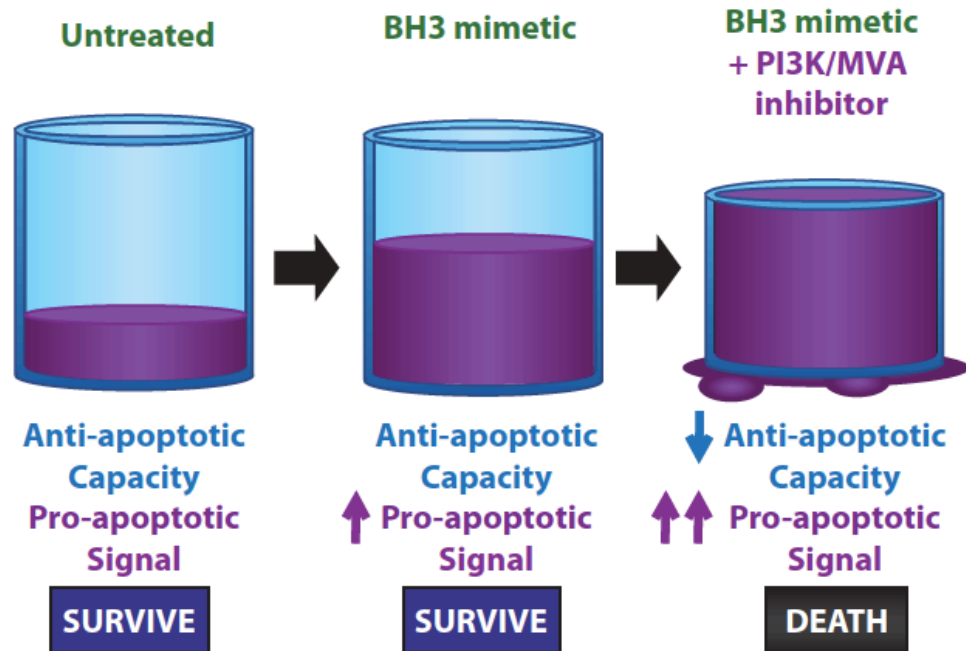 Untreated
BH3 mimetic
BH3 mimetic
+ PI3K/MVA
inhibitor
Anti-apoptotic
Capacity
Pro-apoptotic
Signal
SURVIVE
Anti-apoptotic
Capacity
Pro-apoptotic
Signal
SURVIVE
Anti-apoptotic
Capacity
Pro-apoptotic
Signal
DEATH